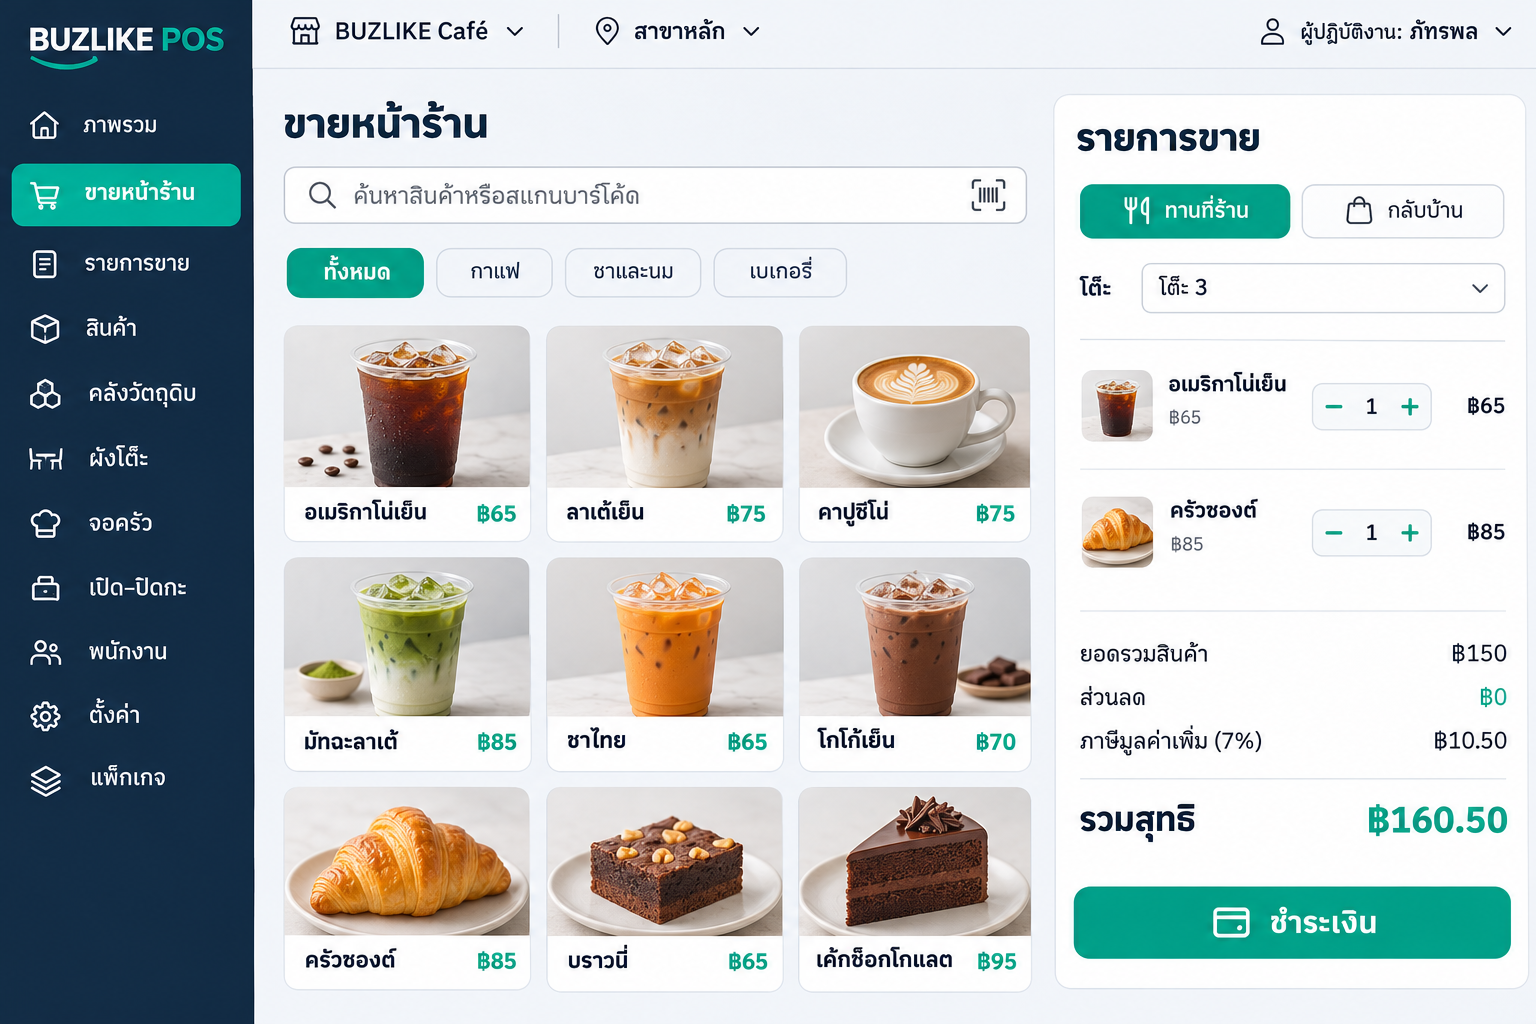 BUZLIKE POS
ภาพรวม
ขายหน้าร้าน
รายการขาย
สินค้า
คลังวัตถุดิบ
ผังโต๊ะ
จอครัว
เปิด-ปิดกะ
พนักงาน
ตั้งค่า
แพ็กเกจ
BUZLIKE Café
สาขาหลัก
ผู้ปฏิบัติงาน: ภัทรพล
ขายหน้าร้าน
ค้นหาสินค้าหรือสแกนบาร์โค้ด
ทั้งหมด กาแฟ ชาและนม เบเกอรี่
อเมริกาโน่เย็น ฿65
ลาเต้เย็น ฿75
คาปูชีโน่ ฿75
มัทฉะลาเต้ ฿85
ชาไทย ฿65
โกโก้เย็น ฿70
ครัวซองต์ ฿85
บราวนี่ ฿65
เค้กช็อกโกแลต ฿95
รายการขาย
ทานที่ร้าน กลับบ้าน
โต๊ะ โต๊ะ 3
อเมริกาโน่เย็น
฿65
1
฿65
ครัวซองต์
฿85
1
฿85
ยอดรวมสินค้า ฿150
ส่วนลด ฿0
ภาษีมูลค่าเพิ่ม (7%) ฿10.50
รวมสุทธิ ฿160.50
ชำระเงิน